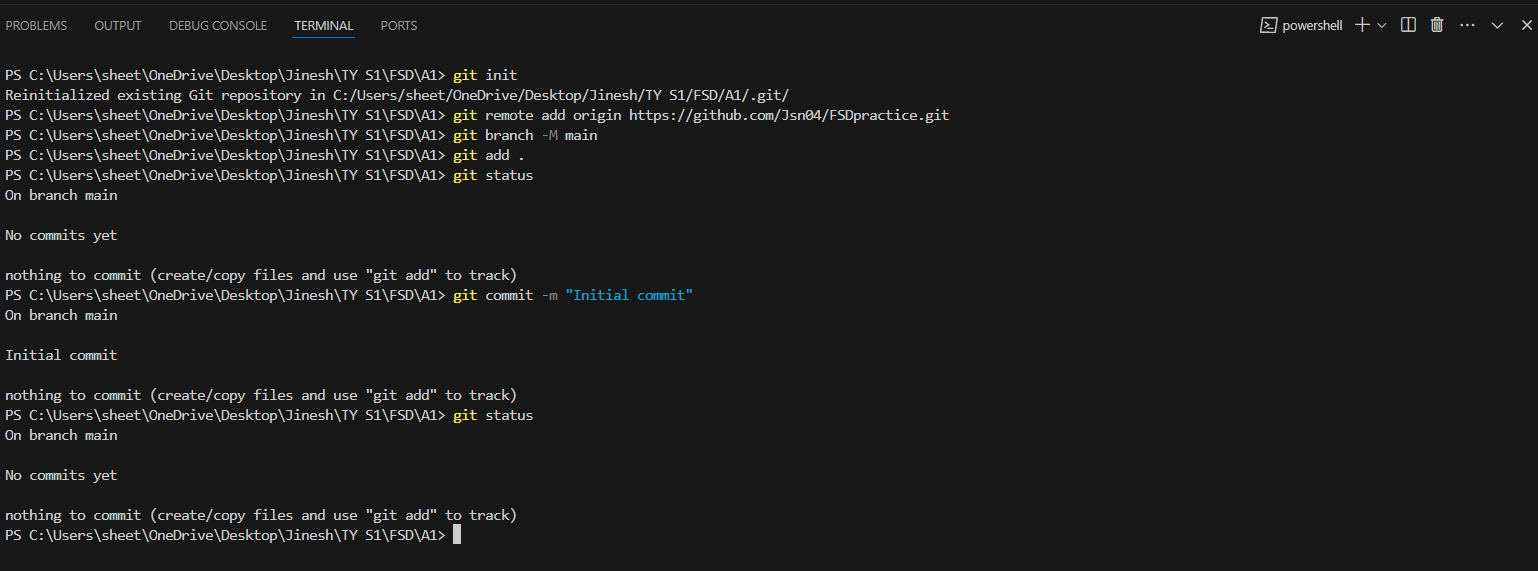 PROBLEMS OUTPUT DEBUG CONSOLE TERMINAL PORTS powershell
PS C:\Users\sheet\OneDrive\Desktop\Jinesh\TY S1\FSD\A1> git init
Reinitialized existing Git repository in C:/Users/sheet/OneDrive/Desktop/Jinesh/TY S1/FSD/A1/.git/
PS C:\Users\sheet\OneDrive\Desktop\Jinesh\TY S1\FSD\A1> git remote add origin https://github.com/Jsn04/FSDpractice.git
PS C:\Users\sheet\OneDrive\Desktop\Jinesh\TY S1\FSD\A1> git branch -M main
PS C:\Users\sheet\OneDrive\Desktop\Jinesh\TY S1\FSD\A1> git add .
PS C:\Users\sheet\OneDrive\Desktop\Jinesh\TY S1\FSD\A1> git status
On branch main
No commits yet
nothing to commit (create/copy files and use "git add" to track)
PS C:\Users\sheet\OneDrive\Desktop\Jinesh\TY S1\FSD\A1> git commit -m "Initial commit"
On branch main
Initial commit
nothing to commit (create/copy files and use "git add" to track)
PS C:\Users\sheet\OneDrive\Desktop\Jinesh\TY S1\FSD\A1> git status
On branch main
No commits yet
nothing to commit (create/copy files and use "git add" to track)
PS C:\Users\sheet\OneDrive\Desktop\Jinesh\TY S1\FSD\A1>